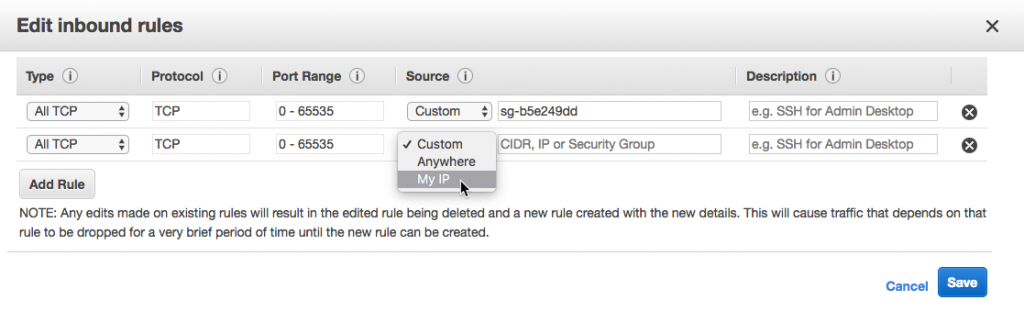 Edit inbound rules
Type Protocol Port Range Source Description
All TCP TCP 0 - 65535 Custom sg-b5e249dd e.g. SSH for Admin Desktop
All TCP TCP 0 - 65535 Custom CIDR, IP or Security Group e.g. SSH for Admin Desktop
Anywhere
My IP
Add Rule
NOTE: Any edits made on existing rules will result in the edited rule being deleted and a new rule created with the new details. This will cause traffic that depends on that
rule to be dropped for a very brief period of time until the new rule can be created.
Cancel Save